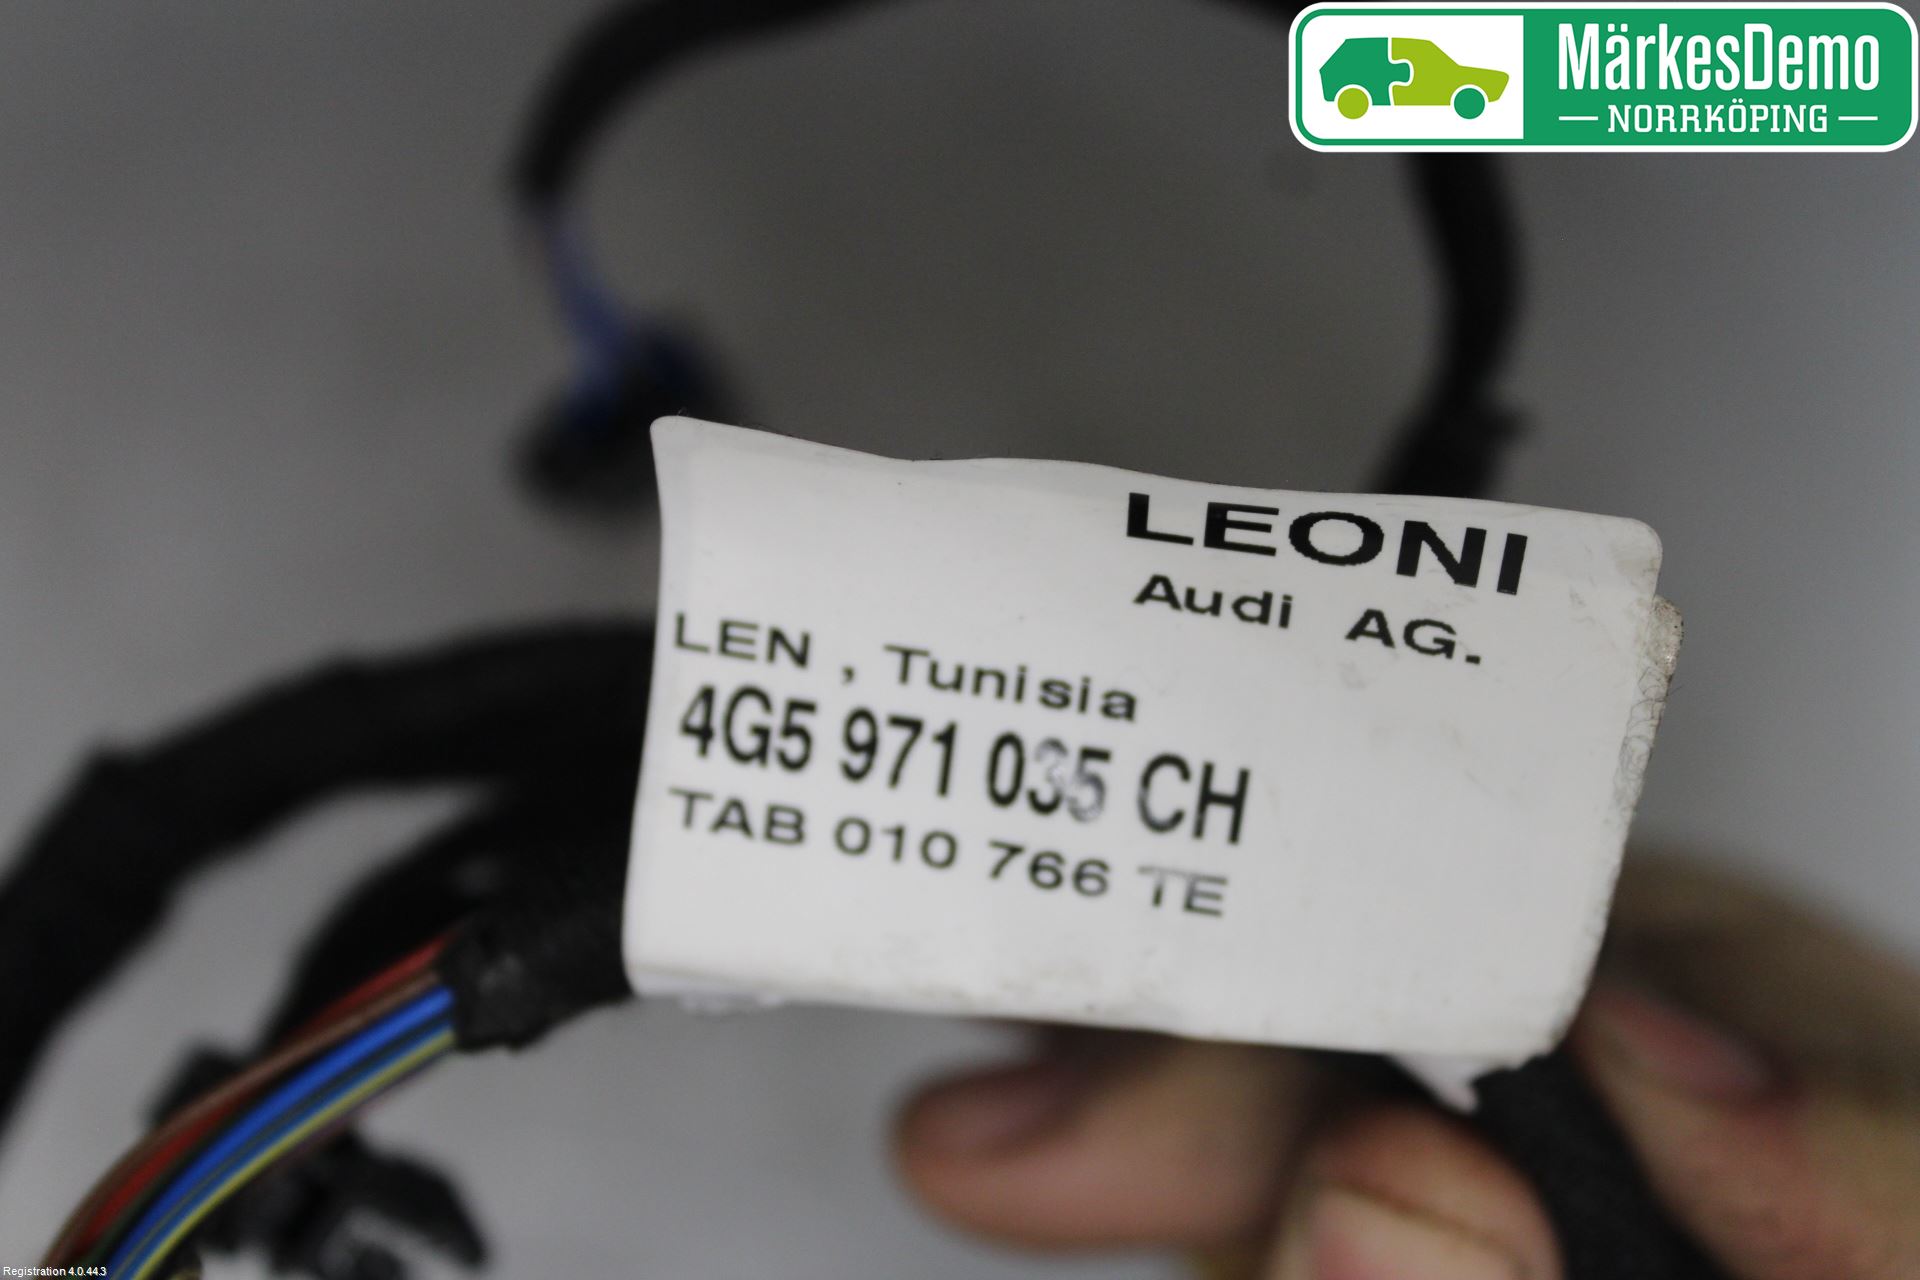 MärkesDemo
NORRKÖPING
LEONI
Audi AG.
LEN , Tunisia
4G5 971 035 CH
TAB 010 766 TE
Registration 4.0.44.3